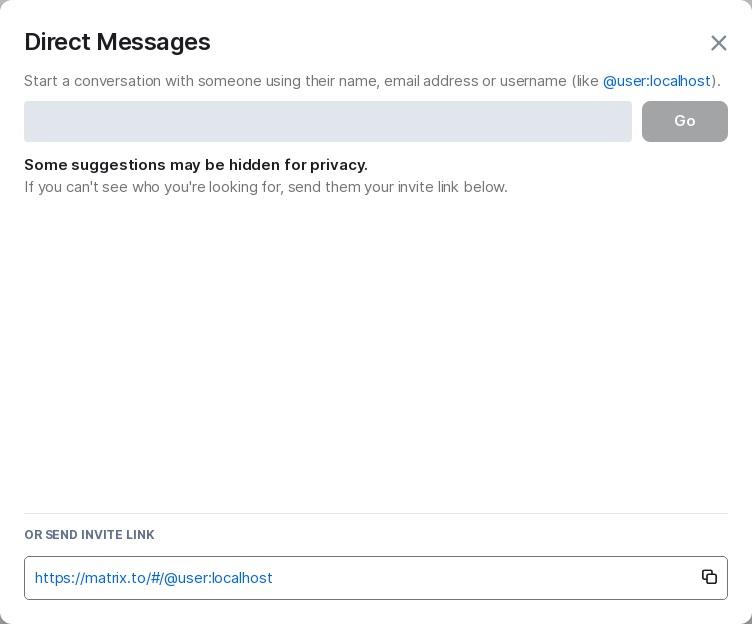 Direct Messages
Start a conversation with someone using their name, email address or username (like @user:localhost).
Go
Some suggestions may be hidden for privacy.
If you can't see who you're looking for, send them your invite link below.
OR SEND INVITE LINK
https://matrix.to/#/@user:localhost